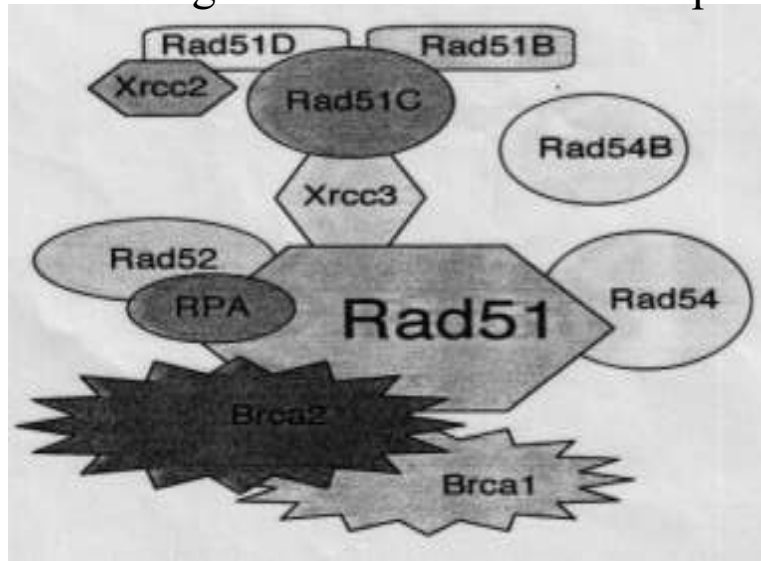 Rad51D
Rad51B
Xrcc2
Rad51C
Rad54B
Xrcc3
Rad52
RPA
Rad51
Rad54
Brca2
Brca1